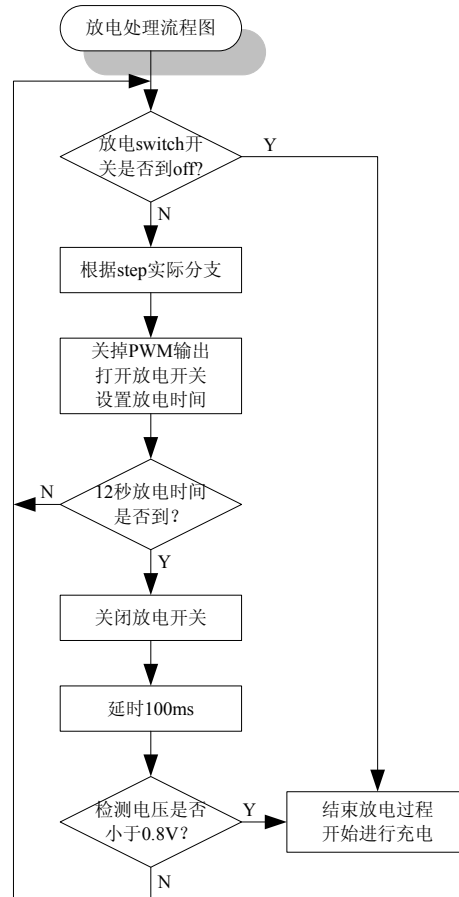 放电处理流程图
放电switch开
关是否到off?
Y
N
根据step实际分支
关掉PWM输出
打开放电开关
设置放电时间
N
12秒放电时间
是否到？
Y
关闭放电开关
延时100ms
检测电压是否
小于0.8V?
Y
结束放电过程
开始进行充电
N